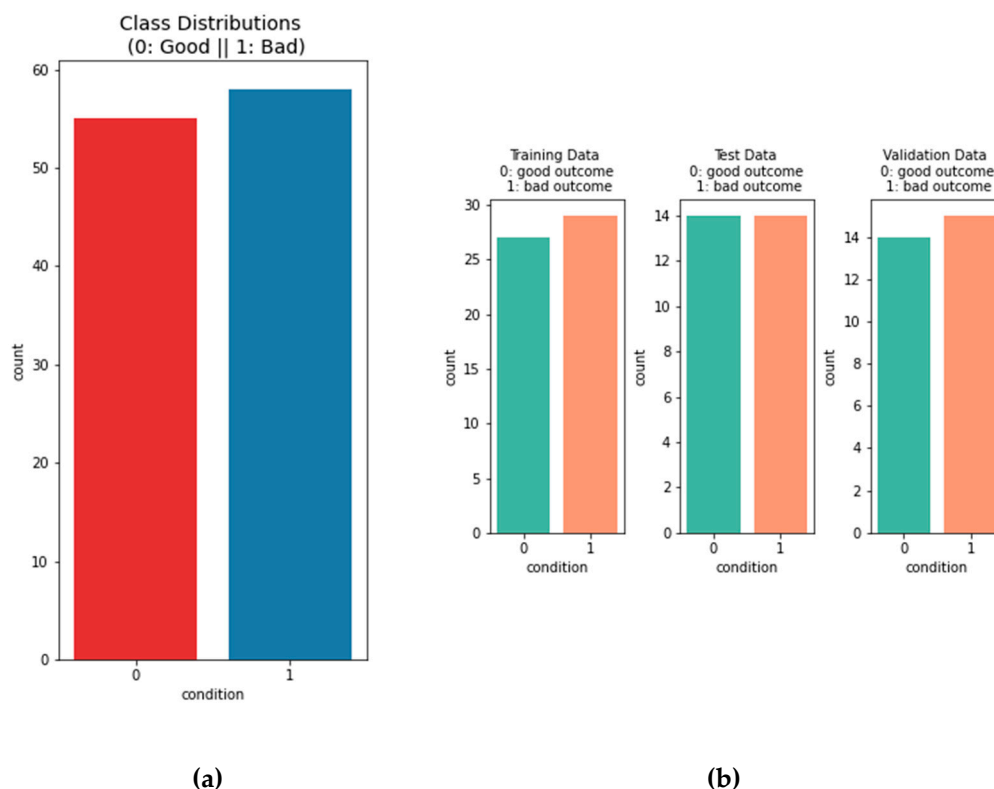 Class Distributions
(0: Good || 1: Bad)
60
50
40
30
20
10
0
count
0 1
condition
(a)
Training Data
0: good outcome
1: bad outcome
30
25
20
15
10
5
0
count
0 1
condition
Test Data
0: good outcome
1: bad outcome
14
12
10
8
6
4
2
0
count
0 1
condition
Validation Data
0: good outcome
1: bad outcome
14
12
10
8
6
4
2
0
count
0 1
condition
(b)